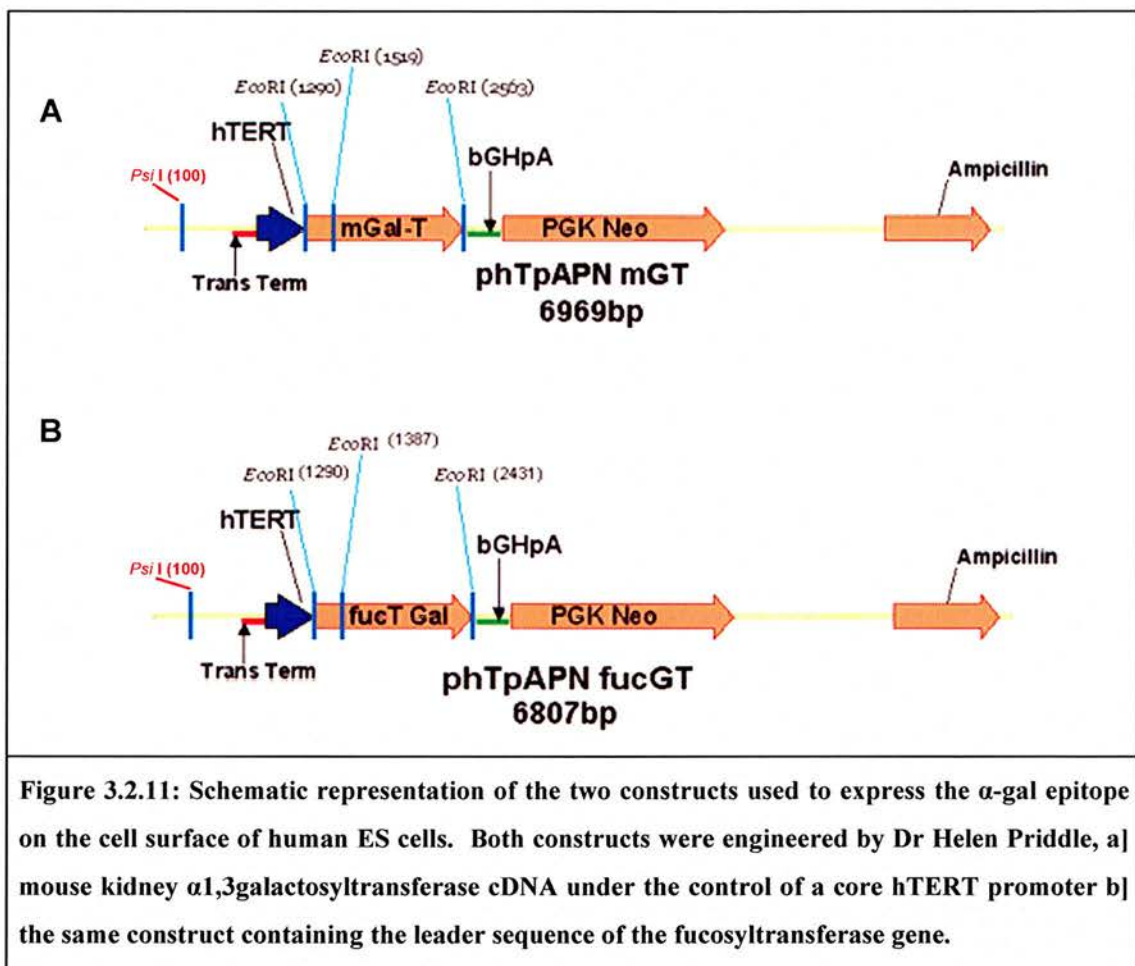 A
EcoRI (1519)
EcoRI (1290)
EcoRI (2563)
hTERT
bGHpA
Ampicillin
Psi I (100)
mGal-T
PGK Neo
Trans Term
phTpAPN mGT
6969bp
B
EcoRI (1387)
EcoRI (1290)
EcoRI (2431)
hTERT
bGHpA
Ampicillin
Psi I (100)
fucT Gal
PGK Neo
Trans Term
phTpAPN fucGT
6807bp
Figure 3.2.11: Schematic representation of the two constructs used to express the α-gal epitope
on the cell surface of human ES cells. Both constructs were engineered by Dr Helen Priddle, a]
mouse kidney α1,3galactosyltransferase cDNA under the control of a core hTERT promoter b]
the same construct containing the leader sequence of the fucosyltransferase gene.